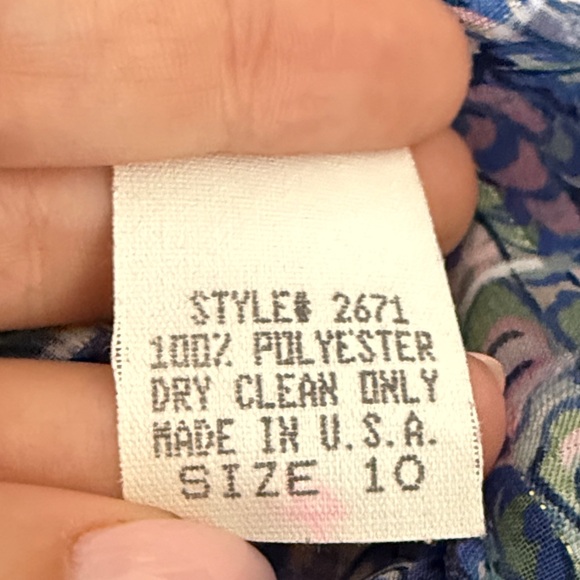 STYLE# 2671
100% POLYESTER
DRY CLEAN ONLY
MADE IN U.S.A.
SIZE 10